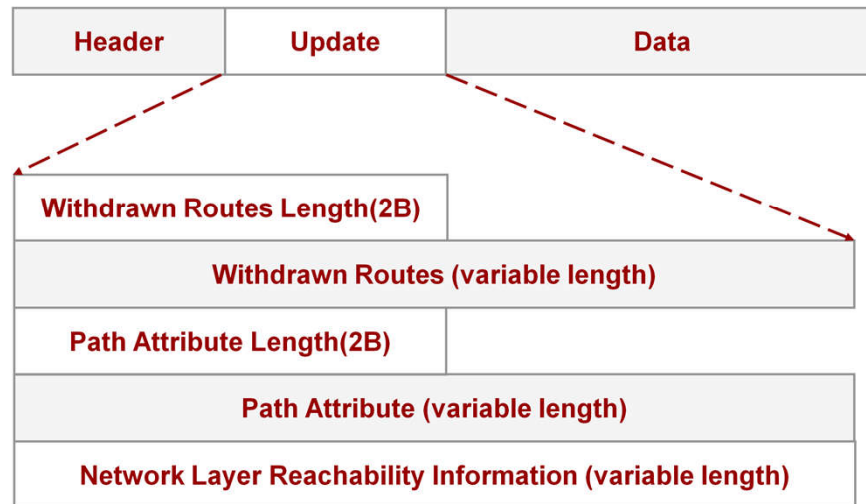 Header Update Data
Withdrawn Routes Length(2B)
Withdrawn Routes (variable length)
Path Attribute Length(2B)
Path Attribute (variable length)
Network Layer Reachability Information (variable length)